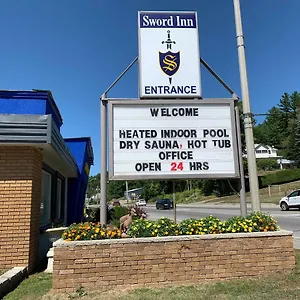 Sword Inn
S
ENTRANCE
WELCOME
HEATED INDOOR POOL
DRY SAUNA, HOT TUB
OFFICE
OPEN 24 HRS